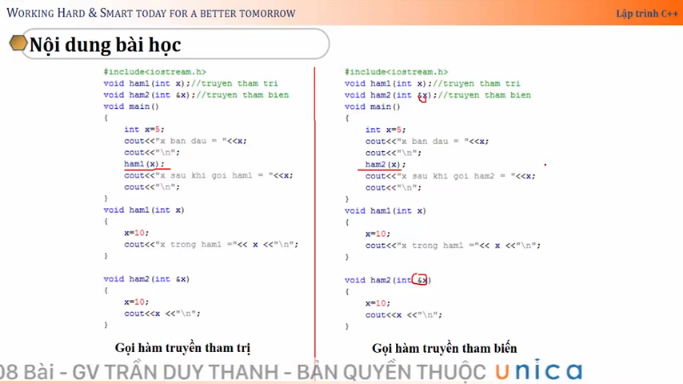 WORKING HARD & SMART TODAY FOR A BETTER TOMORROW
Lập trình C++
Nội dung bài học
#include<iostream.h>
void ham1(int x);//truyen tham tri
void ham2(int &x);//truyen tham bien
void main()
{
int x=5;
cout<<"x ban dau = "<<x;
cout<<"\n";
ham1(x);
cout<<"x sau khi goi ham1 = "<<x;
cout<<"\n";
}
void ham1(int x)
{
x=10;
cout<<"x trong ham1 ="<< x <<"\n";
}
void ham2(int &x)
{
x=10;
cout<<x <<"\n";
}
Gọi hàm truyền tham trị
#include<iostream.h>
void ham1(int x);//truyen tham tri
void ham2(int &x);//truyen tham bien
void main()
{
int x=5;
cout<<"x ban dau = "<<x;
cout<<"\n";
ham2(x);
cout<<"x sau khi goi ham2 = "<<x;
cout<<"\n";
}
void ham1(int x)
{
x=10;
cout<<"x trong ham1 ="<< x <<"\n";
}
void ham2(int &x)
{
x=10;
cout<<x <<"\n";
}
Gọi hàm truyền tham biến
08 Bài - GV TRẦN DUY THANH - BẢN QUYỀN THUỘC unica